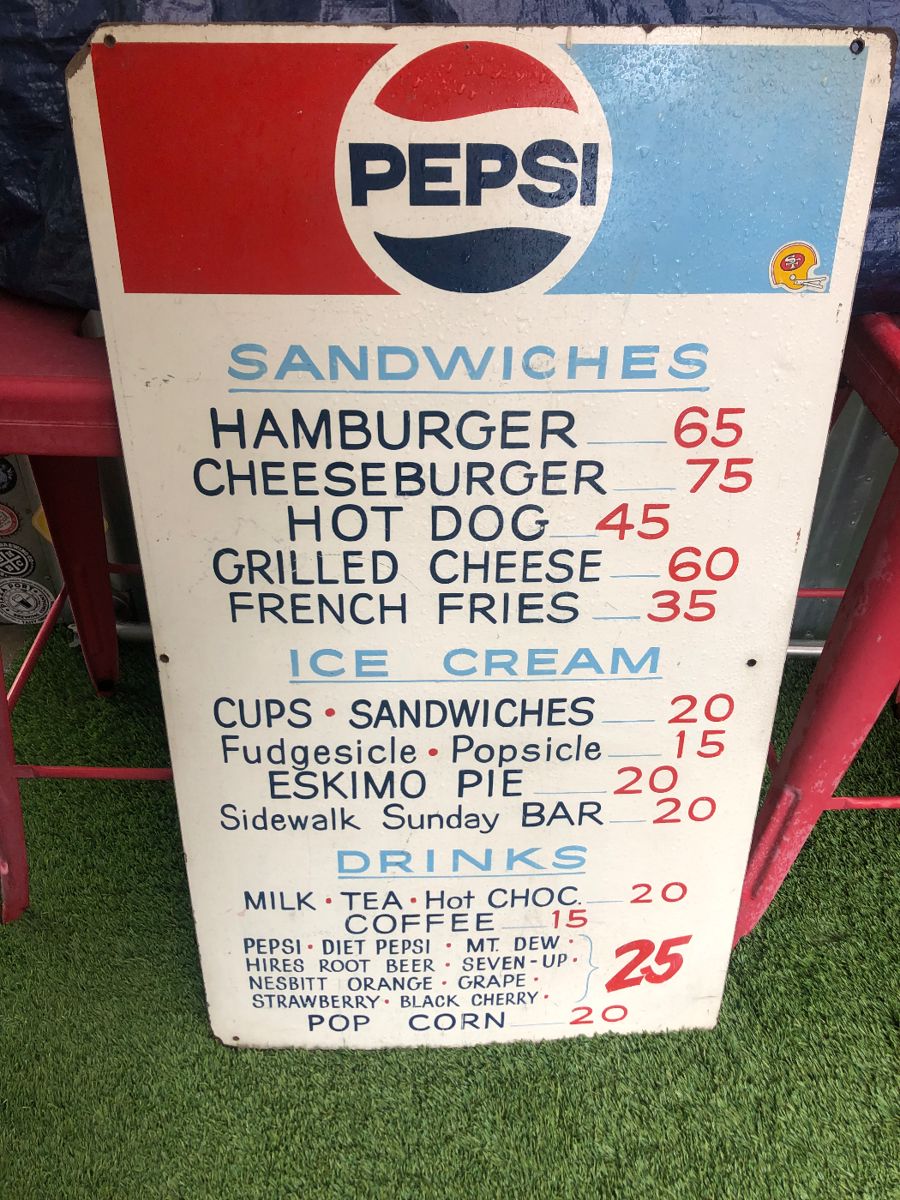 PEPSI
SF
SANDWICHES
HAMBURGER 65
CHEESEBURGER 75
HOT DOG 45
GRILLED CHEESE 60
FRENCH FRIES 35
ICE CREAM
CUPS • SANDWICHES 20
Fudgesicle • Popsicle 15
ESKIMO PIE 20
Sidewalk Sunday BAR 20
DRINKS
MILK • TEA • Hot CHOC. 20
COFFEE 15
PEPSI • DIET PEPSI • MT. DEW •
HIRES ROOT BEER • SEVEN-UP • 25
NESBITT ORANGE • GRAPE •
STRAWBERRY • BLACK CHERRY •
POP CORN 20